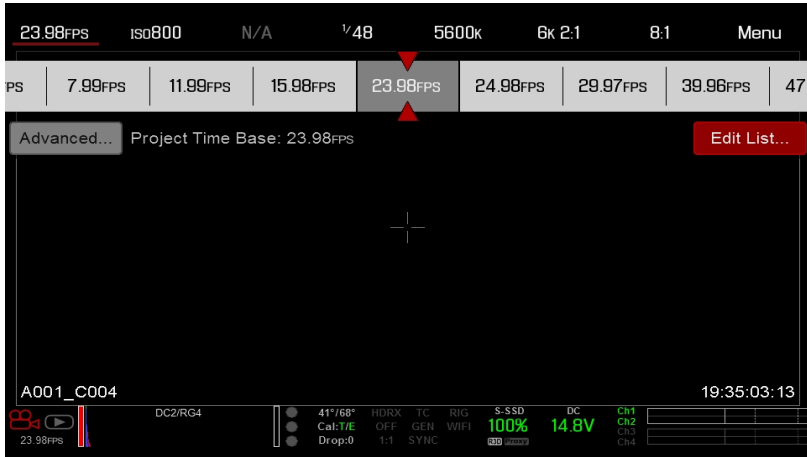 23.98FPS ISO800 N/A 1/48 5600K 6K 2:1 8:1 Menu
PS 7.99FPS 11.99FPS 15.98FPS 23.98FPS 24.98FPS 29.97FPS 39.96FPS 47
Advanced... Project Time Base: 23.98FPS Edit List...
A001_C004 19:35:03:13
DC2/RG4 41°/68° HDRX TC RIG S-SSD DC Ch1
Cal:T/E OFF GEN WIFI 100% 14.8V Ch2
Ch3
23.98FPS Drop:0 1:1 SYNC R3D Proxy Ch4